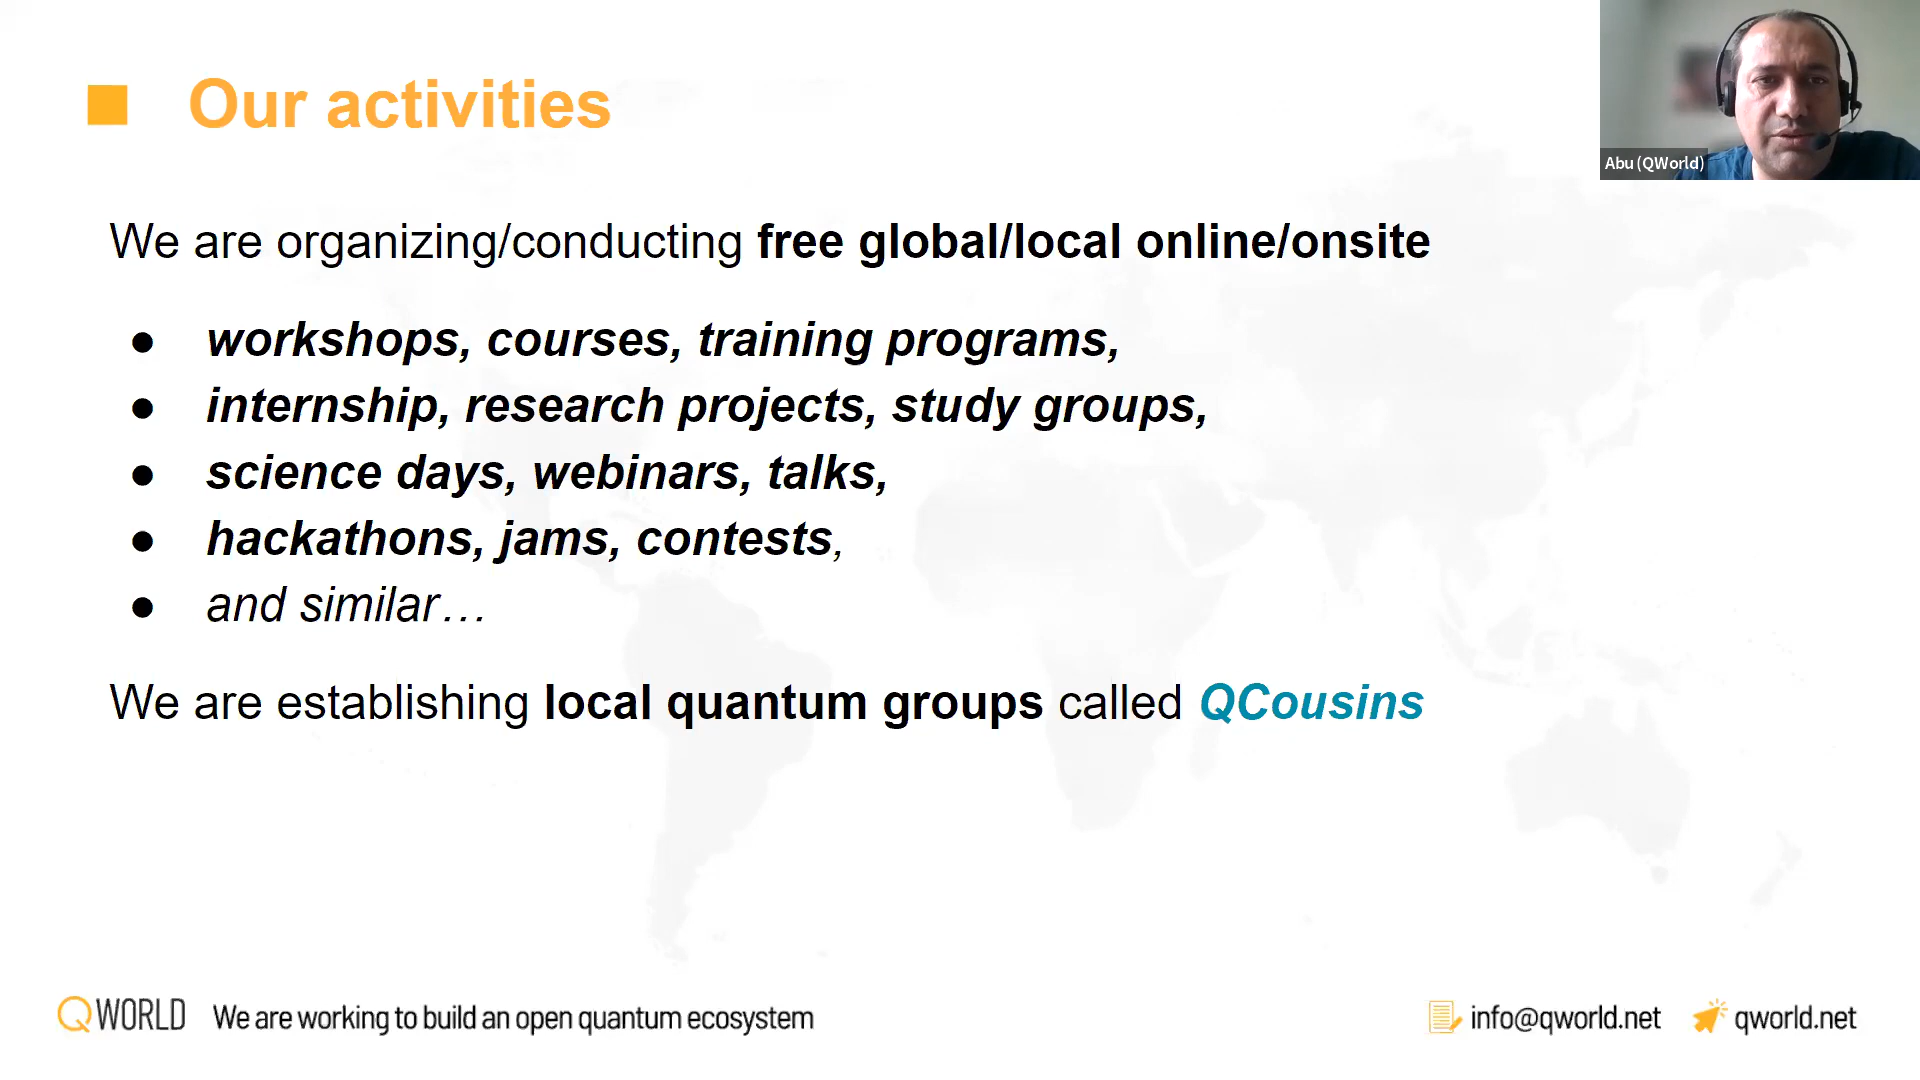 Our activities
Abu (QWorld)
We are organizing/conducting free global/local online/onsite
● workshops, courses, training programs,
● internship, research projects, study groups,
● science days, webinars, talks,
● hackathons, jams, contests,
● and similar…
We are establishing local quantum groups called QCousins
QWORLD We are working to build an open quantum ecosystem info@qworld.net qworld.net